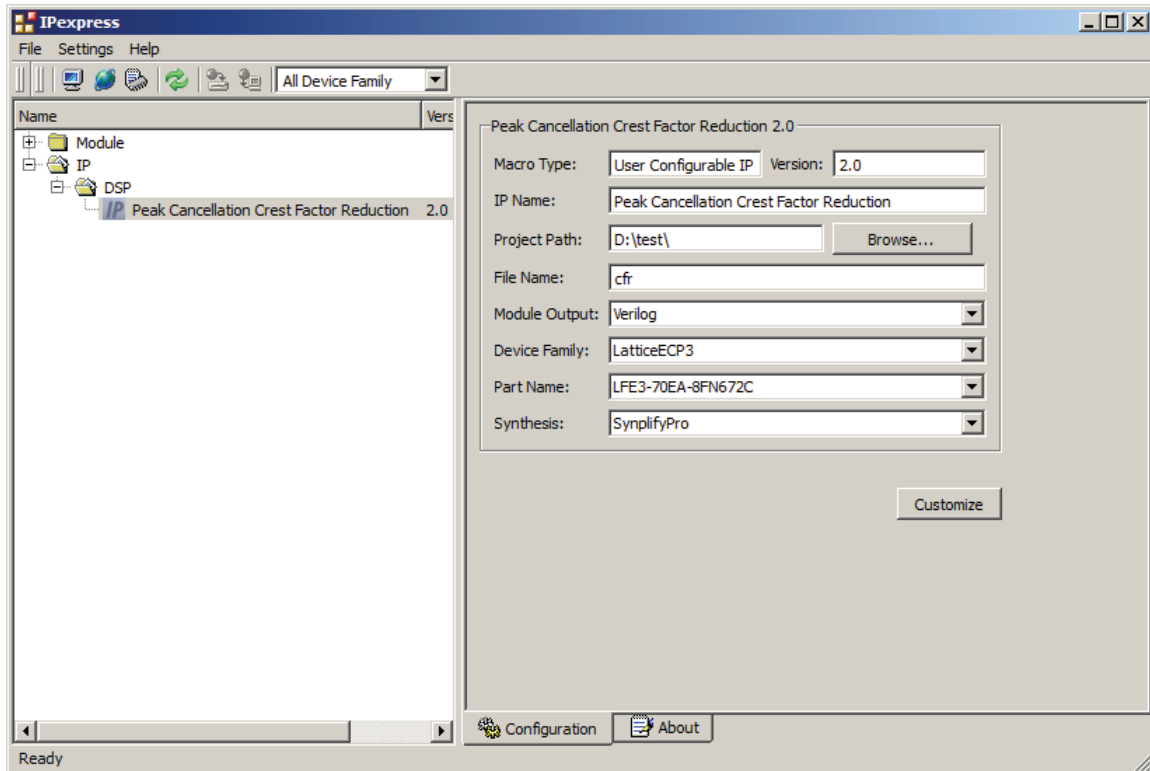 IPexpress
File Settings Help
All Device Family
Name Vers
Module
IP
DSP
IP Peak Cancellation Crest Factor Reduction 2.0
Peak Cancellation Crest Factor Reduction 2.0
Macro Type: User Configurable IP Version: 2.0
IP Name: Peak Cancellation Crest Factor Reduction
Project Path: D:\test\ Browse...
File Name: cfr
Module Output: Verilog
Device Family: LatticeECP3
Part Name: LFE3-70EA-8FN672C
Synthesis: SynplifyPro
Customize
Configuration About
Ready